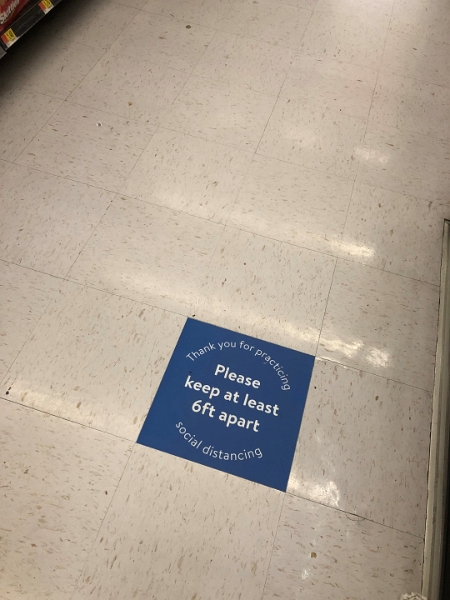 Thank you for practicing
Please
keep at least
6ft apart
social distancing